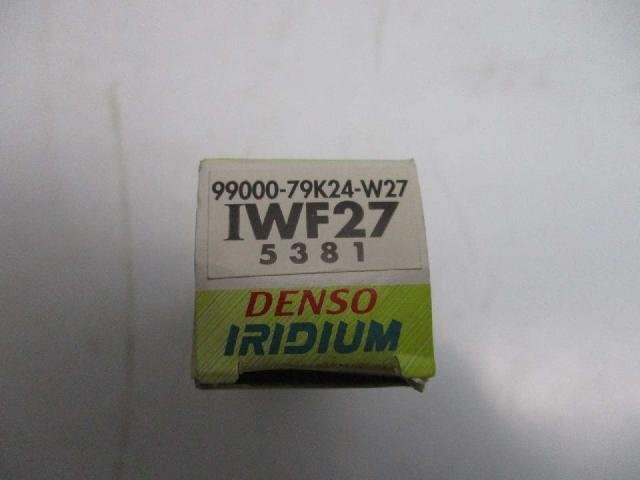 99000-79K24-W27
IWF27
5381
DENSO
IRIDIUM